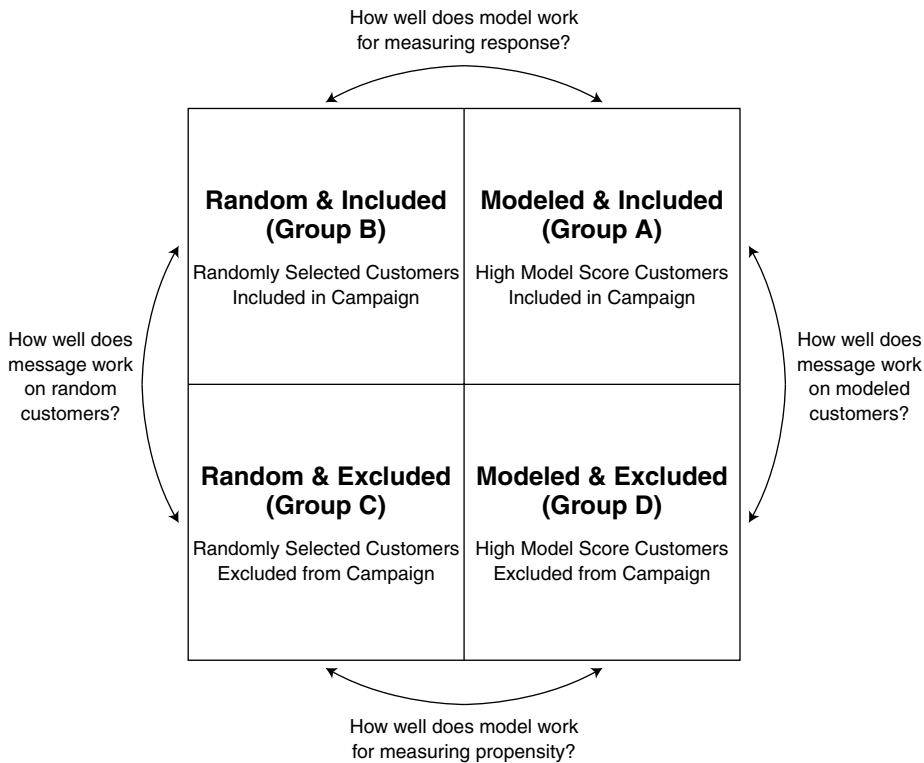 How well does model work
for measuring response?
Random & Included
(Group B)
Randomly Selected Customers
Included in Campaign
Modeled & Included
(Group A)
High Model Score Customers
Included in Campaign
How well does
message work
on random
customers?
How well does
message work
on modeled
customers?
Random & Excluded
(Group C)
Randomly Selected Customers
Excluded from Campaign
Modeled & Excluded
(Group D)
High Model Score Customers
Excluded from Campaign
How well does model work
for measuring propensity?